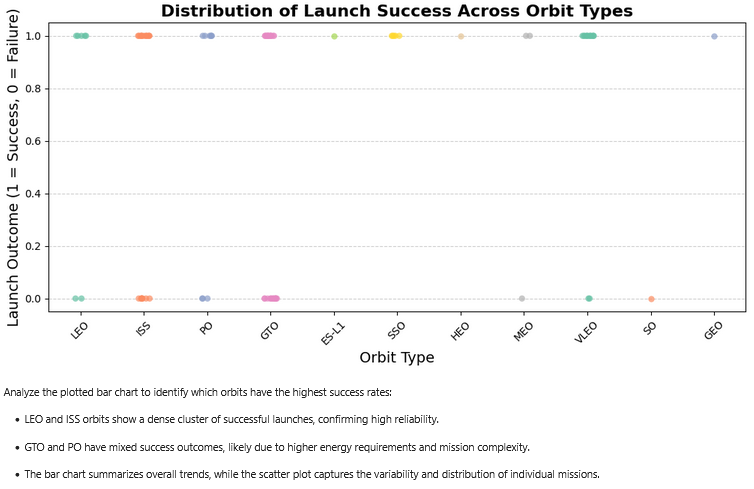 Distribution of Launch Success Across Orbit Types
Launch Outcome (1 = Success, 0 = Failure)
1.0
0.8
0.6
0.4
0.2
0.0
LEO
ISS
PO
GTO
ES-L1
SSO
HEO
MEO
VLEO
SO
GEO
Orbit Type
Analyze the plotted bar chart to identify which orbits have the highest success rates:
• LEO and ISS orbits show a dense cluster of successful launches, confirming high reliability.
• GTO and PO have mixed success outcomes, likely due to higher energy requirements and mission complexity.
• The bar chart summarizes overall trends, while the scatter plot captures the variability and distribution of individual missions.